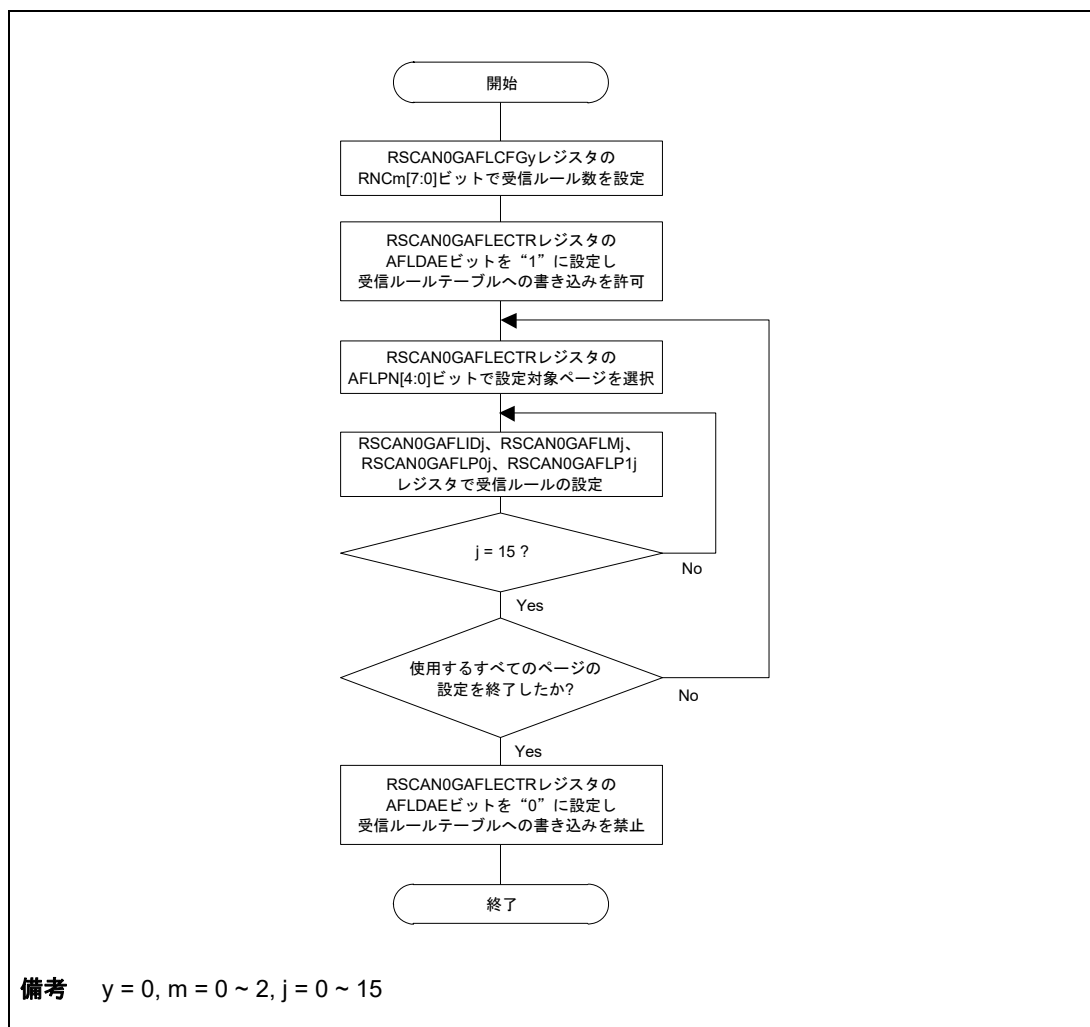 開始
RSCAN0GAFLCFGyレジスタの
RNCm[7:0]ビットで受信ルール数を設定
RSCAN0GAFLECTRレジスタの
AFLDAEビットを“1”に設定し
受信ルールテーブルへの書き込みを許可
RSCAN0GAFLECTRレジスタの
AFLPN[4:0]ビットで設定対象ページを選択
RSCAN0GAFLIDj、RSCAN0GAFLMj、
RSCAN0GAFLP0j、RSCAN0GAFLP1j
レジスタで受信ルールの設定
j = 15 ?
No
Yes
使用するすべてのページの
設定を終了したか?
No
Yes
RSCAN0GAFLECTRレジスタの
AFLDAEビットを“0”に設定し
受信ルールテーブルへの書き込みを禁止
終了
備考 y = 0, m = 0 ~ 2, j = 0 ~ 15